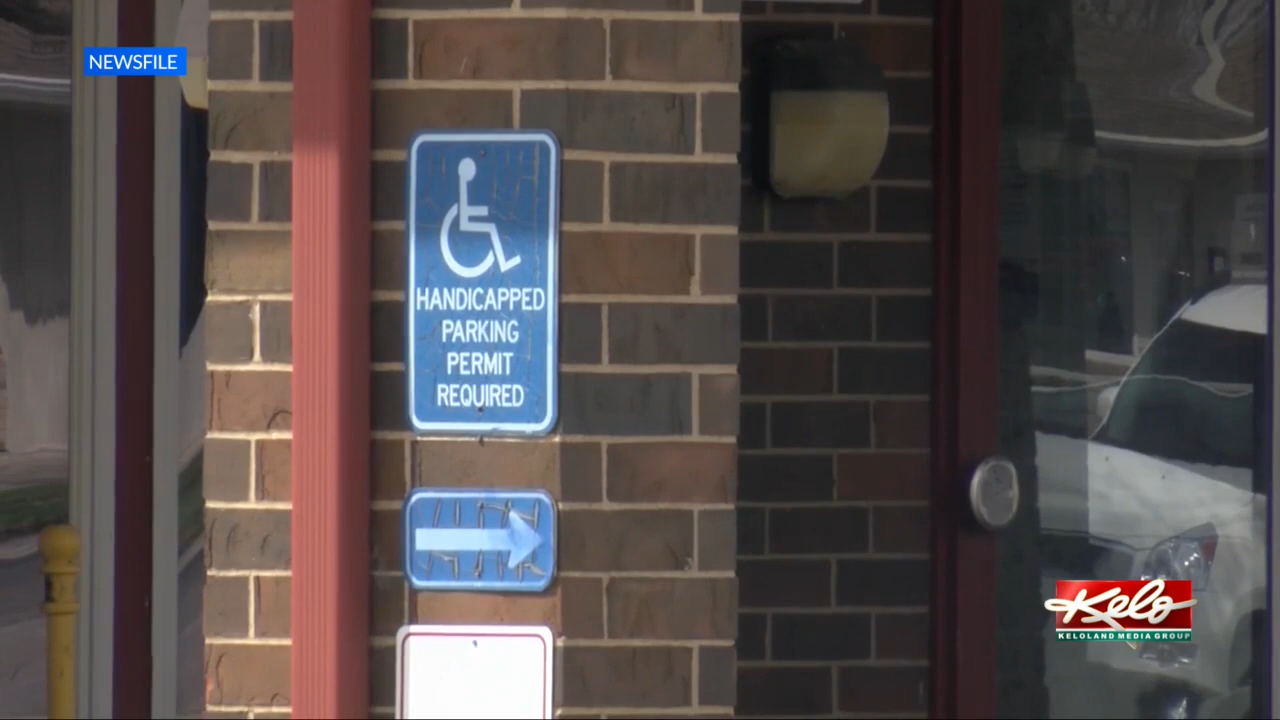 NEWSFILE
HANDICAPPED
PARKING
PERMIT
REQUIRED
Kelo
KELOLAND MEDIA GROUP